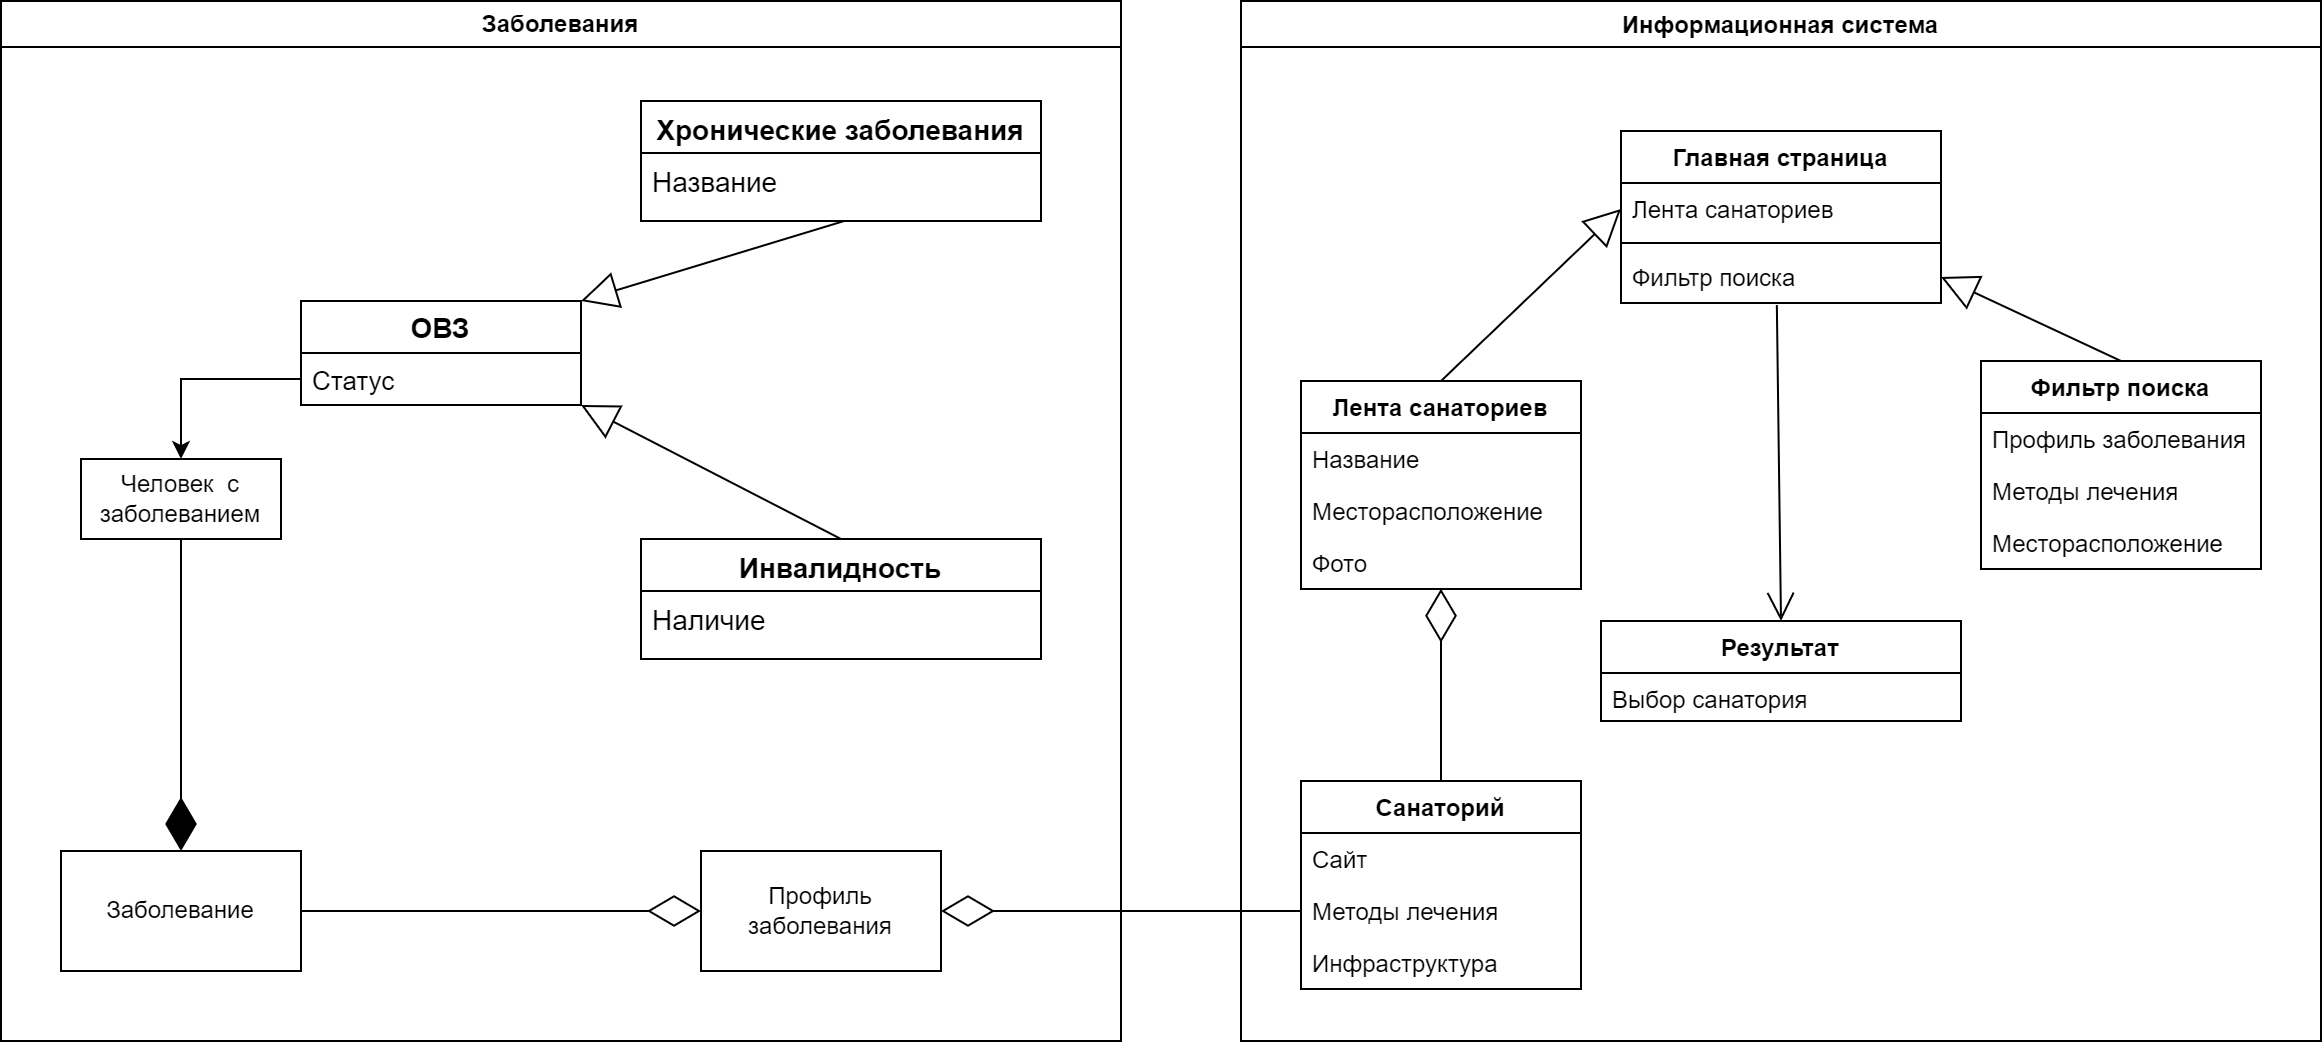 Заболевания
Хронические заболевания
Название
ОВЗ
Статус
Человек с
заболеванием
Инвалидность
Наличие
Заболевание
Профиль
заболевания
Информационная система
Главная страница
Лента санаториев
Фильтр поиска
Лента санаториев
Название
Месторасположение
Фото
Фильтр поиска
Профиль заболевания
Методы лечения
Месторасположение
Результат
Выбор санатория
Санаторий
Сайт
Методы лечения
Инфраструктура